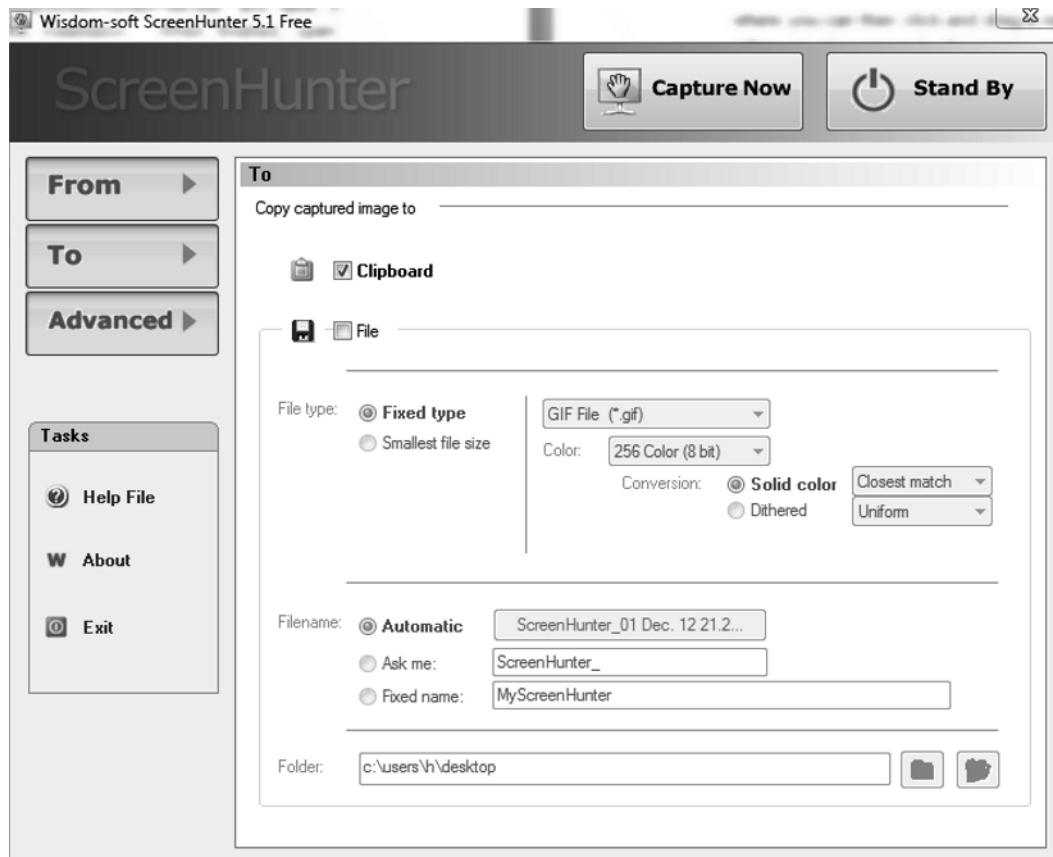 Wisdom-soft ScreenHunter 5.1 Free
ScreenHunter
Capture Now
Stand By
From
To
Advanced
Tasks
Help File
W About
Exit
To
Copy captured image to
Clipboard
File
File type:
Fixed type
Smallest file size
GIF File (*.gif)
Color: 256 Color (8 bit)
Conversion:
Solid color Closest match
Dithered Uniform
Filename:
Automatic ScreenHunter_01 Dec. 12 21.2...
Ask me: ScreenHunter_
Fixed name: MyScreenHunter
Folder: c:\users\h\desktop